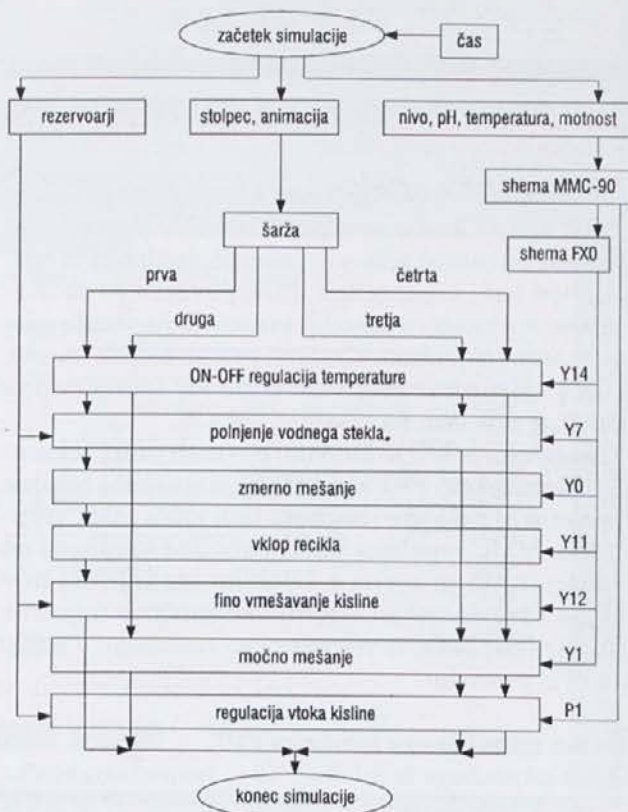 začetek simulacije
čas
rezervoarji
stolpec, animacija
nivo, pH, temperatura, motnost
shema MMC-90
šarža
shema FX0
prva
četrta
druga
tretja
ON-OFF regulacija temperature
Y14
polnjenje vodnega stekla.
Y7
zmerno mešanje
Y0
vklop recikla
Y11
fino vmešavanje kisline
Y12
močno mešanje
Y1
regulacija vtoka kisline
P1
konec simulacije